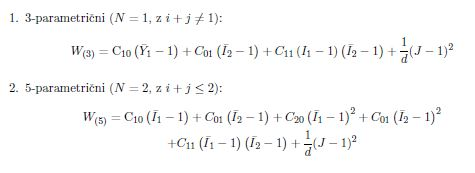 1. 3-parametrični (N = 1, z i + j ≠ 1):
W(3) = C10 (Ῡ1 − 1) + C01 (Ī2 − 1) + C11 (I1 − 1) (Ī2 − 1) + 1/d (J − 1)²
2. 5-parametrični (N = 2, z i + j ≤ 2):
W(5) = C10 (Ī1 − 1) + C01 (Ī2 − 1) + C20 (Ī1 − 1)² + C01 (Ī2 − 1)²
+C11 (Ī1 − 1) (Ī2 − 1) + 1/d (J − 1)²